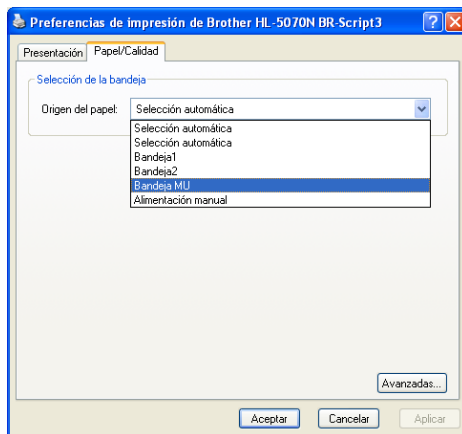 Preferencias de impresión de Brother HL-5070N BR-Script3
Presentación Papel/Calidad
Selección de la bandeja
Origen del papel: Selección automática
Selección automática
Selección automática
Bandeja1
Bandeja2
Bandeja MU
Alimentación manual
Avanzadas...
Aceptar Cancelar Aplicar